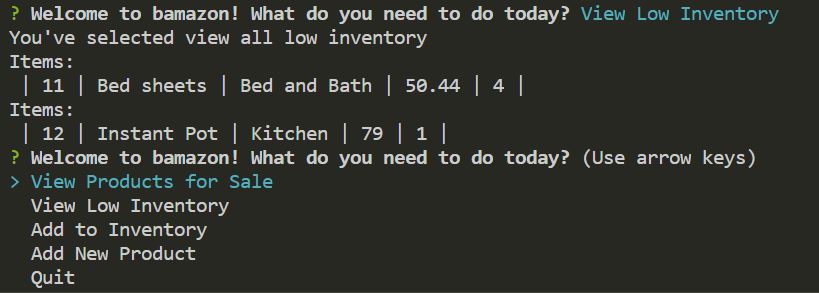 ? Welcome to bamazon! What do you need to do today? View Low Inventory
You've selected view all low inventory
Items:
| 11 | Bed sheets | Bed and Bath | 50.44 | 4 |
Items:
| 12 | Instant Pot | Kitchen | 79 | 1 |
? Welcome to bamazon! What do you need to do today? (Use arrow keys)
> View Products for Sale
View Low Inventory
Add to Inventory
Add New Product
Quit